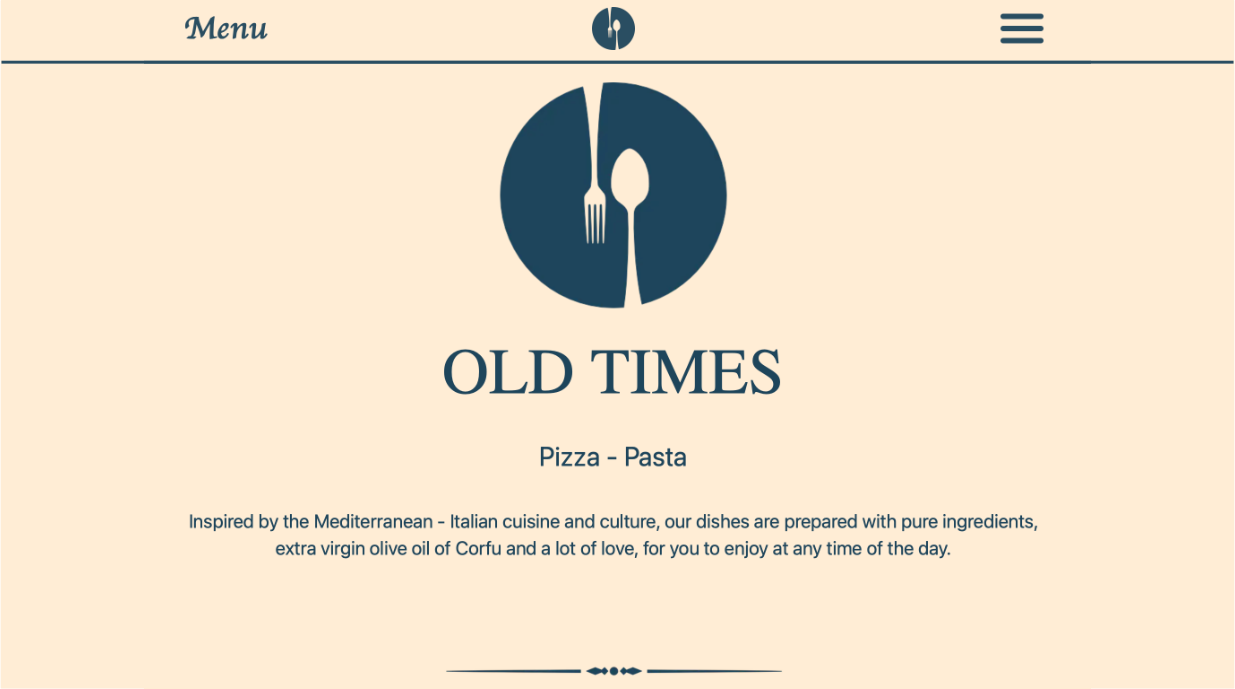 Menu
OLD TIMES
Pizza - Pasta
Inspired by the Mediterranean - Italian cuisine and culture, our dishes are prepared with pure ingredients,
extra virgin olive oil of Corfu and a lot of love, for you to enjoy at any time of the day.